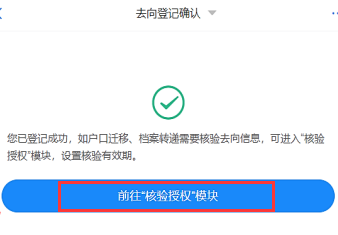 去向登记确认
您已登记成功，如户口迁移、档案转递需要核验去向信息，可进入“核验
授权”模块，设置核验有效期。
前往“核验授权”模块